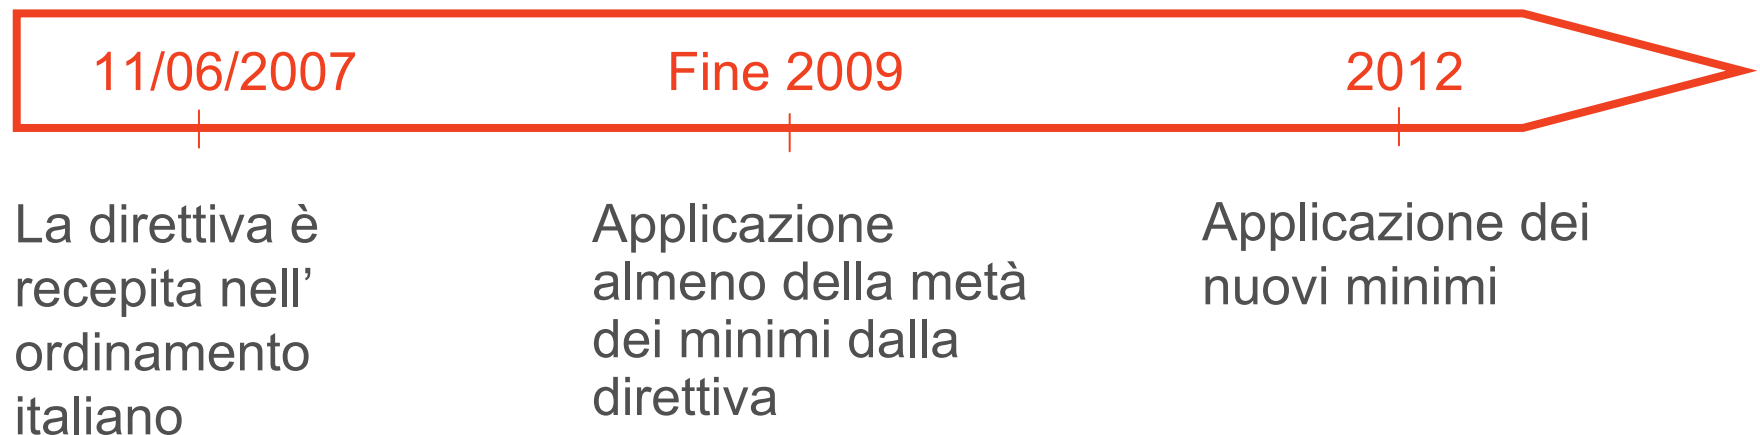 11/06/2007
Fine 2009
2012
La direttiva è
recepita nell’
ordinamento
italiano
Applicazione
almeno della metà
dei minimi dalla
direttiva
Applicazione dei
nuovi minimi